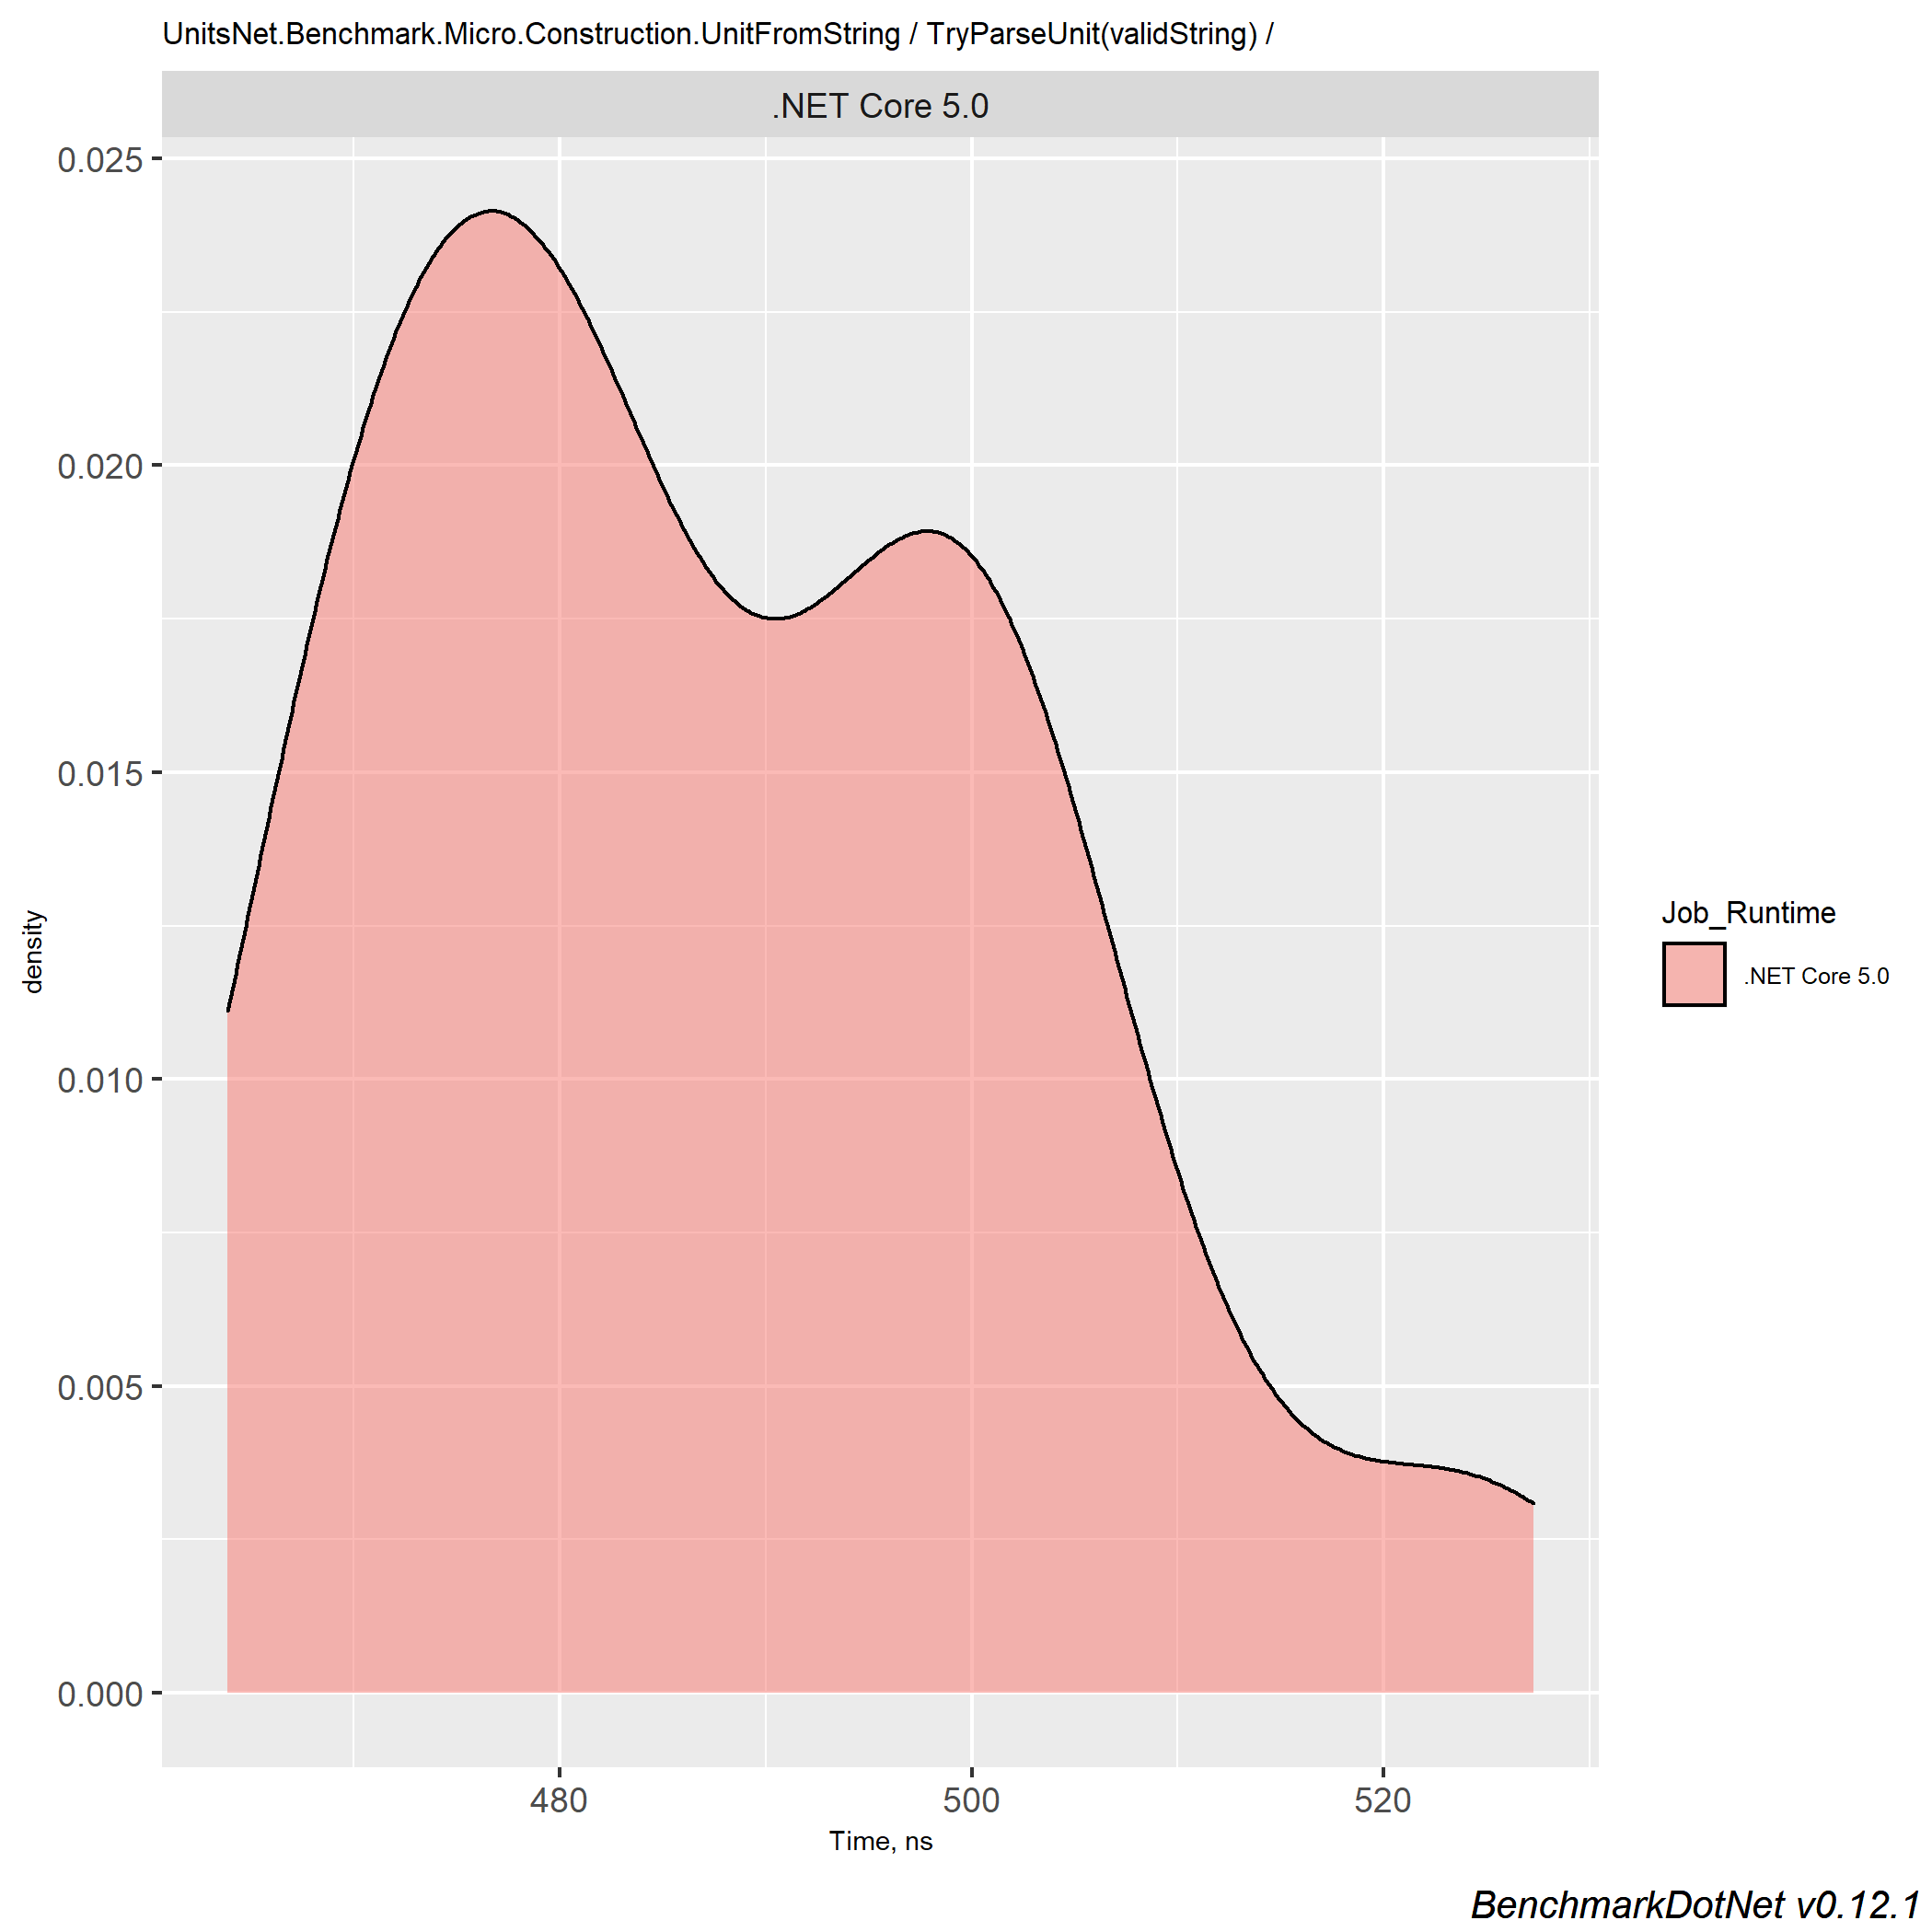 UnitsNet.Benchmark.Micro.Construction.UnitFromString / TryParseUnit(validString) /
.NET Core 5.0
0.025
0.020
0.015
0.010
0.005
0.000
density
480 500 520
Time, ns
Job_Runtime
.NET Core 5.0
BenchmarkDotNet v0.12.1